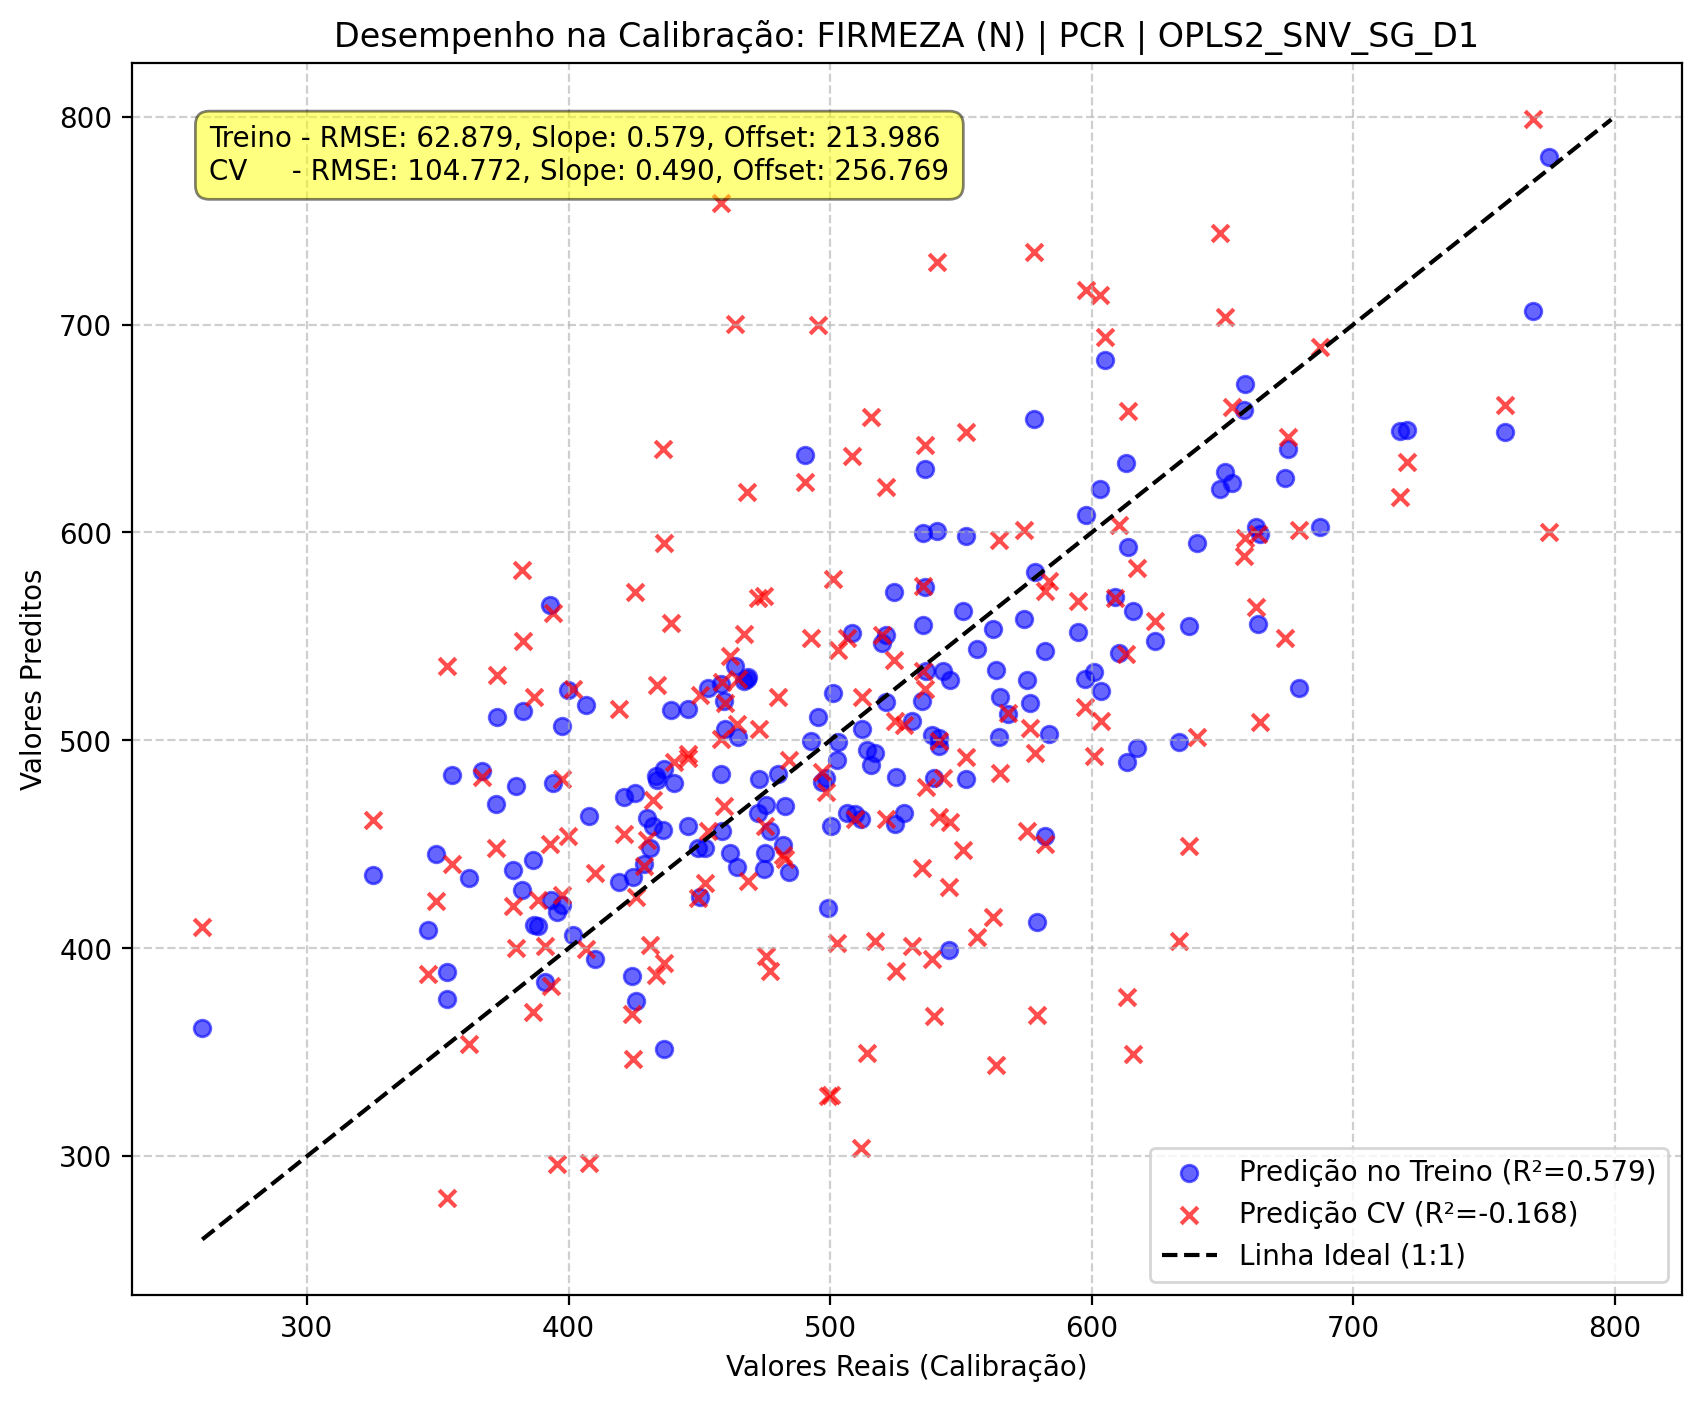 Desempenho na Calibração: FIRMEZA (N) | PCR | OPLS2_SNV_SG_D1
Treino - RMSE: 62.879, Slope: 0.579, Offset: 213.986
CV - RMSE: 104.772, Slope: 0.490, Offset: 256.769
Valores Preditos
800
700
600
500
400
300
Predição no Treino (R²=0.579)
Predição CV (R²=-0.168)
Linha Ideal (1:1)
300 400 500 600 700 800
Valores Reais (Calibração)